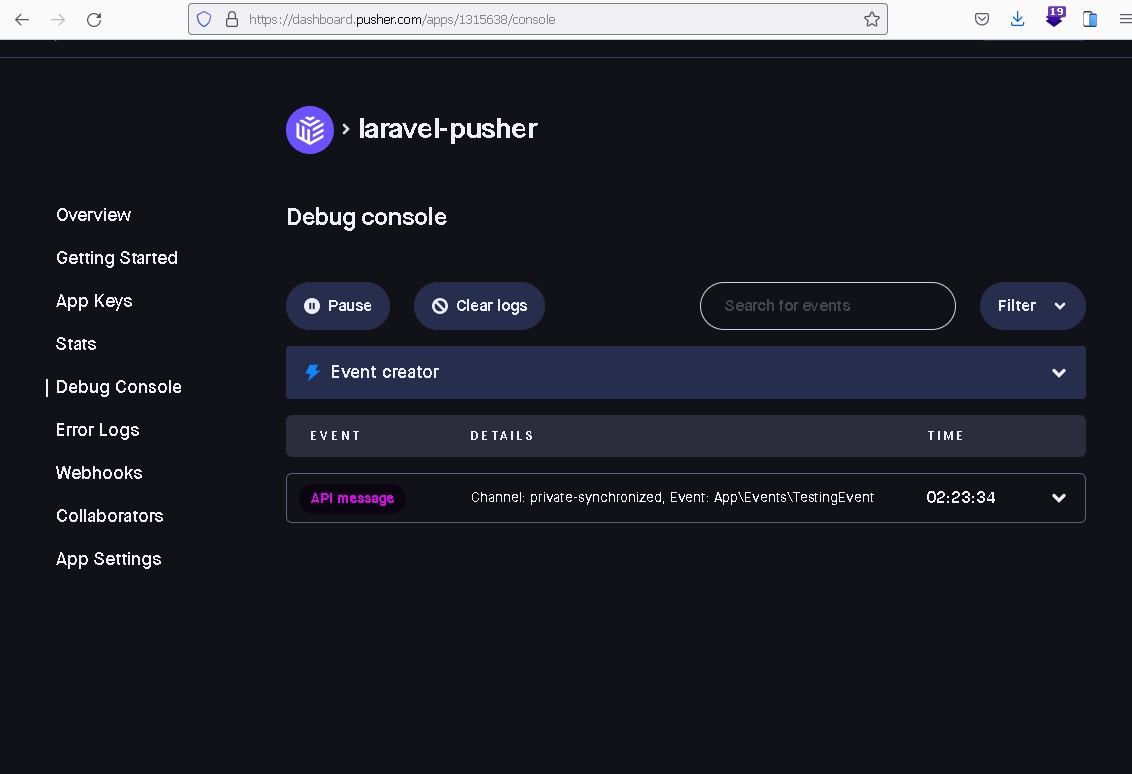 https://dashboard.pusher.com/apps/1315638/console
19
laravel-pusher
Overview
Getting Started
App Keys
Stats
Debug Console
Error Logs
Webhooks
Collaborators
App Settings
Debug console
Pause
Clear logs
Search for events
Filter
Event creator
EVENT DETAILS TIME
API message Channel: private-synchronized, Event: App\Events\TestingEvent 02:23:34